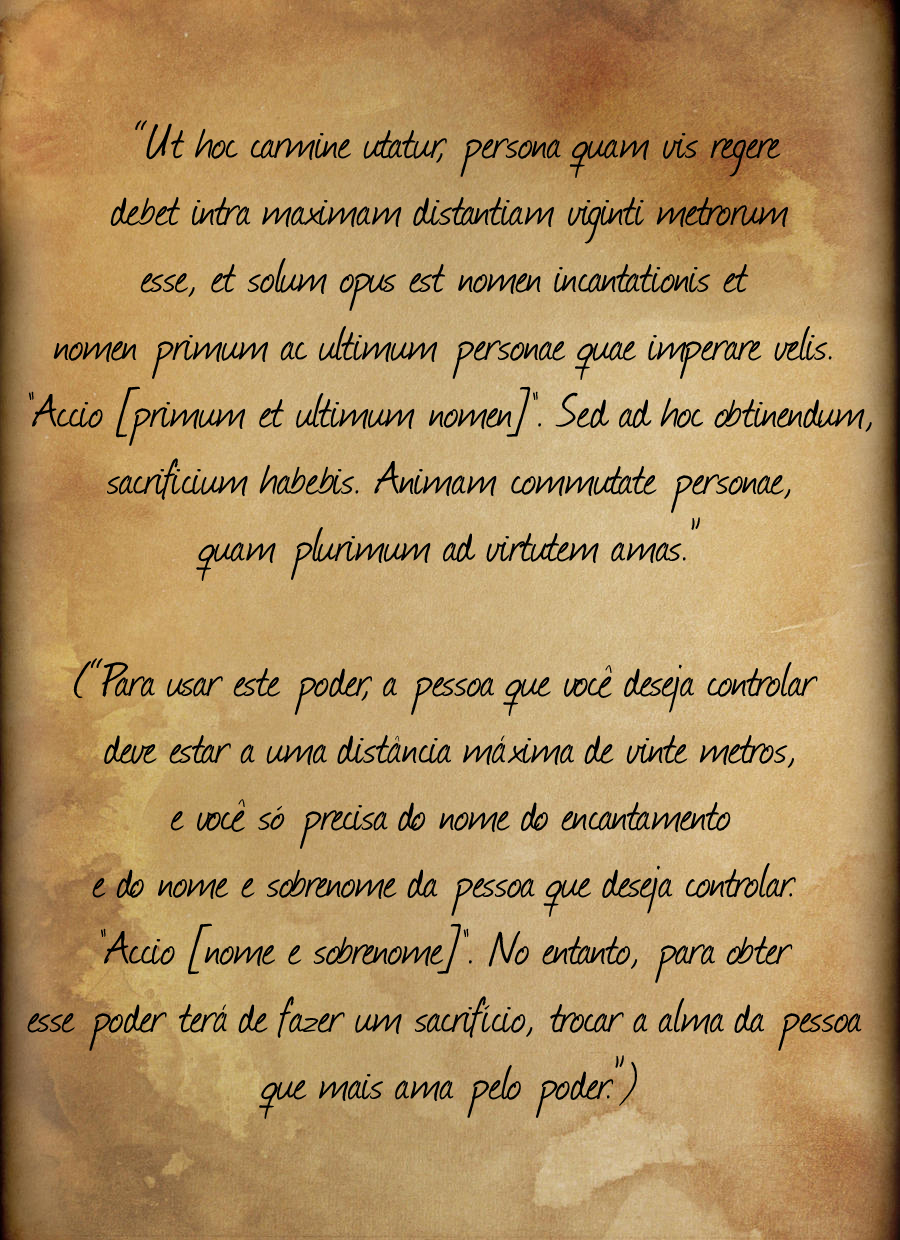 “Ut hoc carmine utatur, persona quam vis regere
debet intra maximam distantiam viginti metrorum
esse, et solum opus est nomen incantationis et
nomen primum ac ultimum personae quae imperare velis.
"Accio [primum et ultimum nomen]". Sed ad hoc obtinendum,
sacrificium habebis. Animam commutate personae,
quam plurimum ad virtutem amas.”
(“Para usar este poder, a pessoa que você deseja controlar
deve estar a uma distância máxima de vinte metros,
e você só precisa do nome do encantamento
e do nome e sobrenome da pessoa que deseja controlar.
"Accio [nome e sobrenome]". No entanto, para obter
esse poder terá de fazer um sacrifício, trocar a alma da pessoa
que mais ama pelo poder.”)